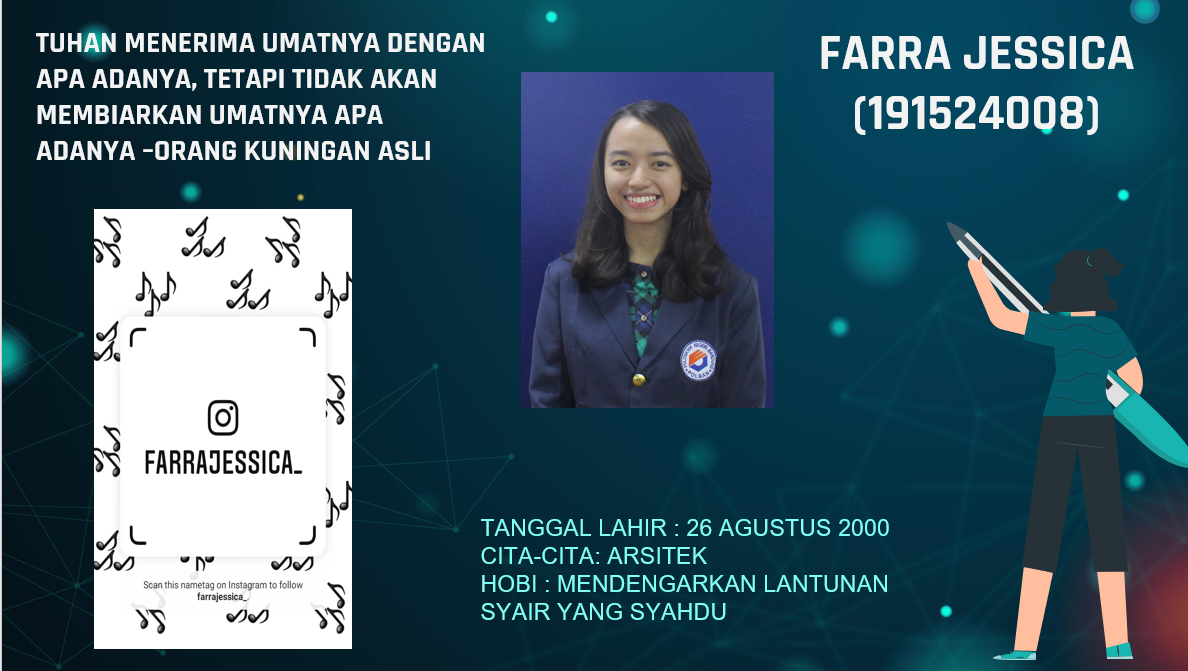 TUHAN MENERIMA UMATNYA DENGAN
APA ADANYA, TETAPI TIDAK AKAN
MEMBIARKAN UMATNYA APA
ADANYA -ORANG KUNINGAN ASLI
FARRA JESSICA
(191524008)
POLBAN
FARRAJESSICA_
Scan this nametag on Instagram to follow
farrajessica_.
TANGGAL LAHIR : 26 AGUSTUS 2000
CITA-CITA: ARSITEK
HOBI : MENDENGARKAN LANTUNAN
SYAIR YANG SYAHDU